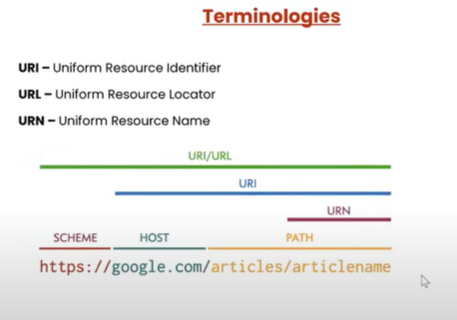 Terminologies
URI – Uniform Resource Identifier
URL – Uniform Resource Locator
URN – Uniform Resource Name
URI/URL
URI
URN
SCHEME HOST PATH
https://google.com/articles/articlename